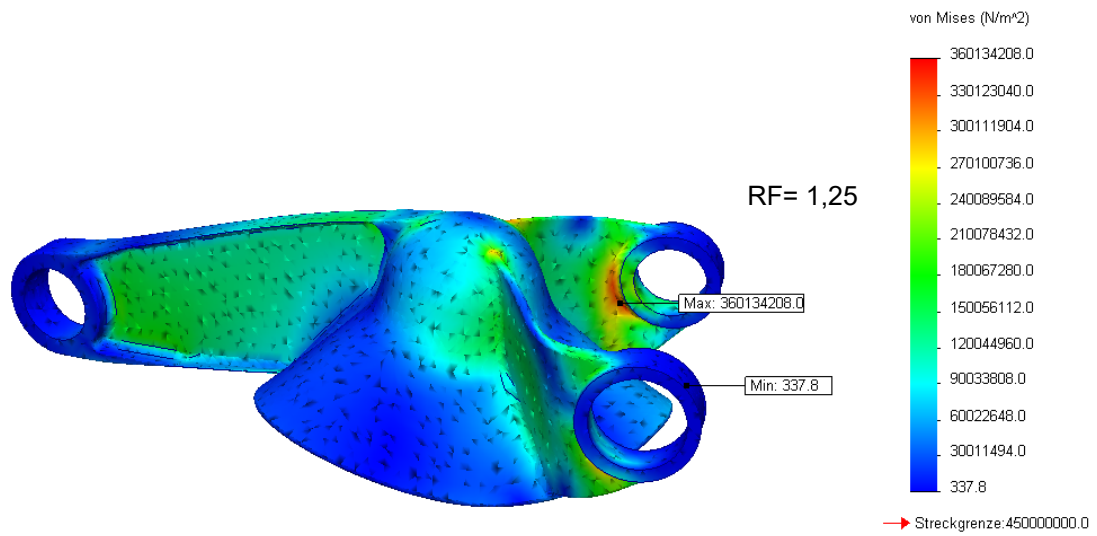 von Mises (N/m^2)
360134208.0
330123040.0
300111904.0
270100736.0
240089584.0
210078432.0
180067280.0
150056112.0
120044960.0
90033808.0
60022648.0
30011494.0
337.8
Streckgrenze:450000000.0
RF= 1,25
Max: 360134208.0
Min: 337.8